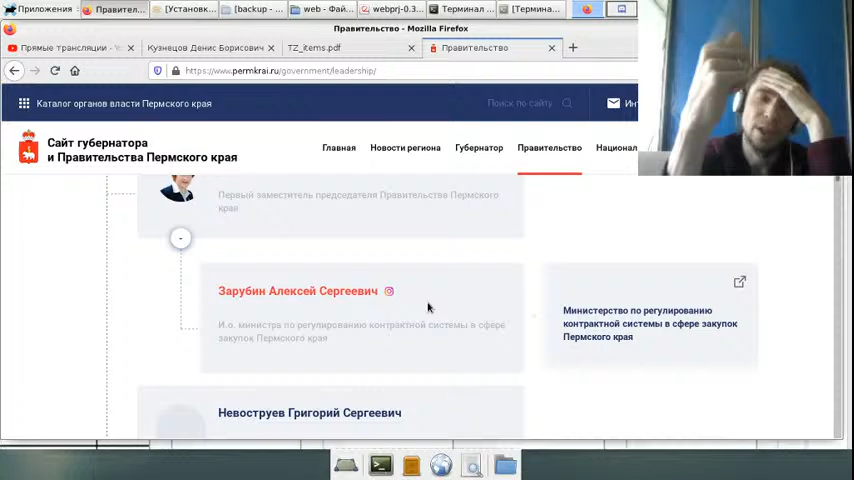 Приложения
Правител...
[Установк...
[backup - ...
web - Фай...
webprj-0.3...
Терминал ...
[Термина...
Правительство - Mozilla Firefox
Прямые трансляции - ...
Кузнецов Денис Борисович
TZ_items.pdf
Правительство
https://www.permkrai.ru/government/leadership/
Каталог органов власти Пермского края
Поиск по сайту
Сайт губернатора
и Правительства Пермского края
Главная
Новости региона
Губернатор
Правительство
Национал
Первый заместитель председателя Правительства Пермского
края
Зарубин Алексей Сергеевич
И.о. министра по регулированию контрактной системы в сфере
закупок Пермского края
Министерство по регулированию
контрактной системы в сфере закупок
Пермского края
Невоструев Григорий Сергеевич